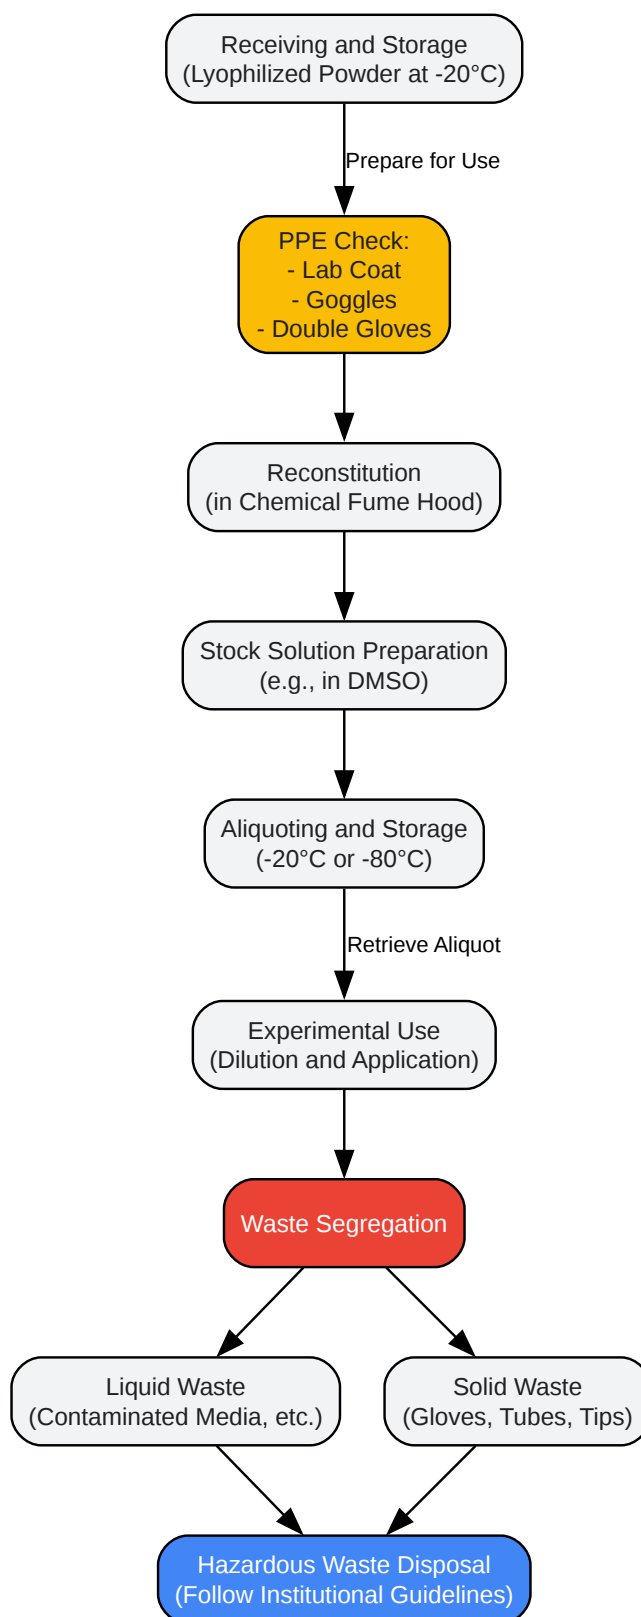 Receiving and Storage
(Lyophilized Powder at -20°C)
Prepare for Use
PPE Check:
- Lab Coat
- Goggles
- Double Gloves
Reconstitution
(in Chemical Fume Hood)
Stock Solution Preparation
(e.g., in DMSO)
Aliquoting and Storage
(-20°C or -80°C)
Retrieve Aliquot
Experimental Use
(Dilution and Application)
Waste Segregation
Liquid Waste
(Contaminated Media, etc.)
Solid Waste
(Gloves, Tubes, Tips)
Hazardous Waste Disposal
(Follow Institutional Guidelines)